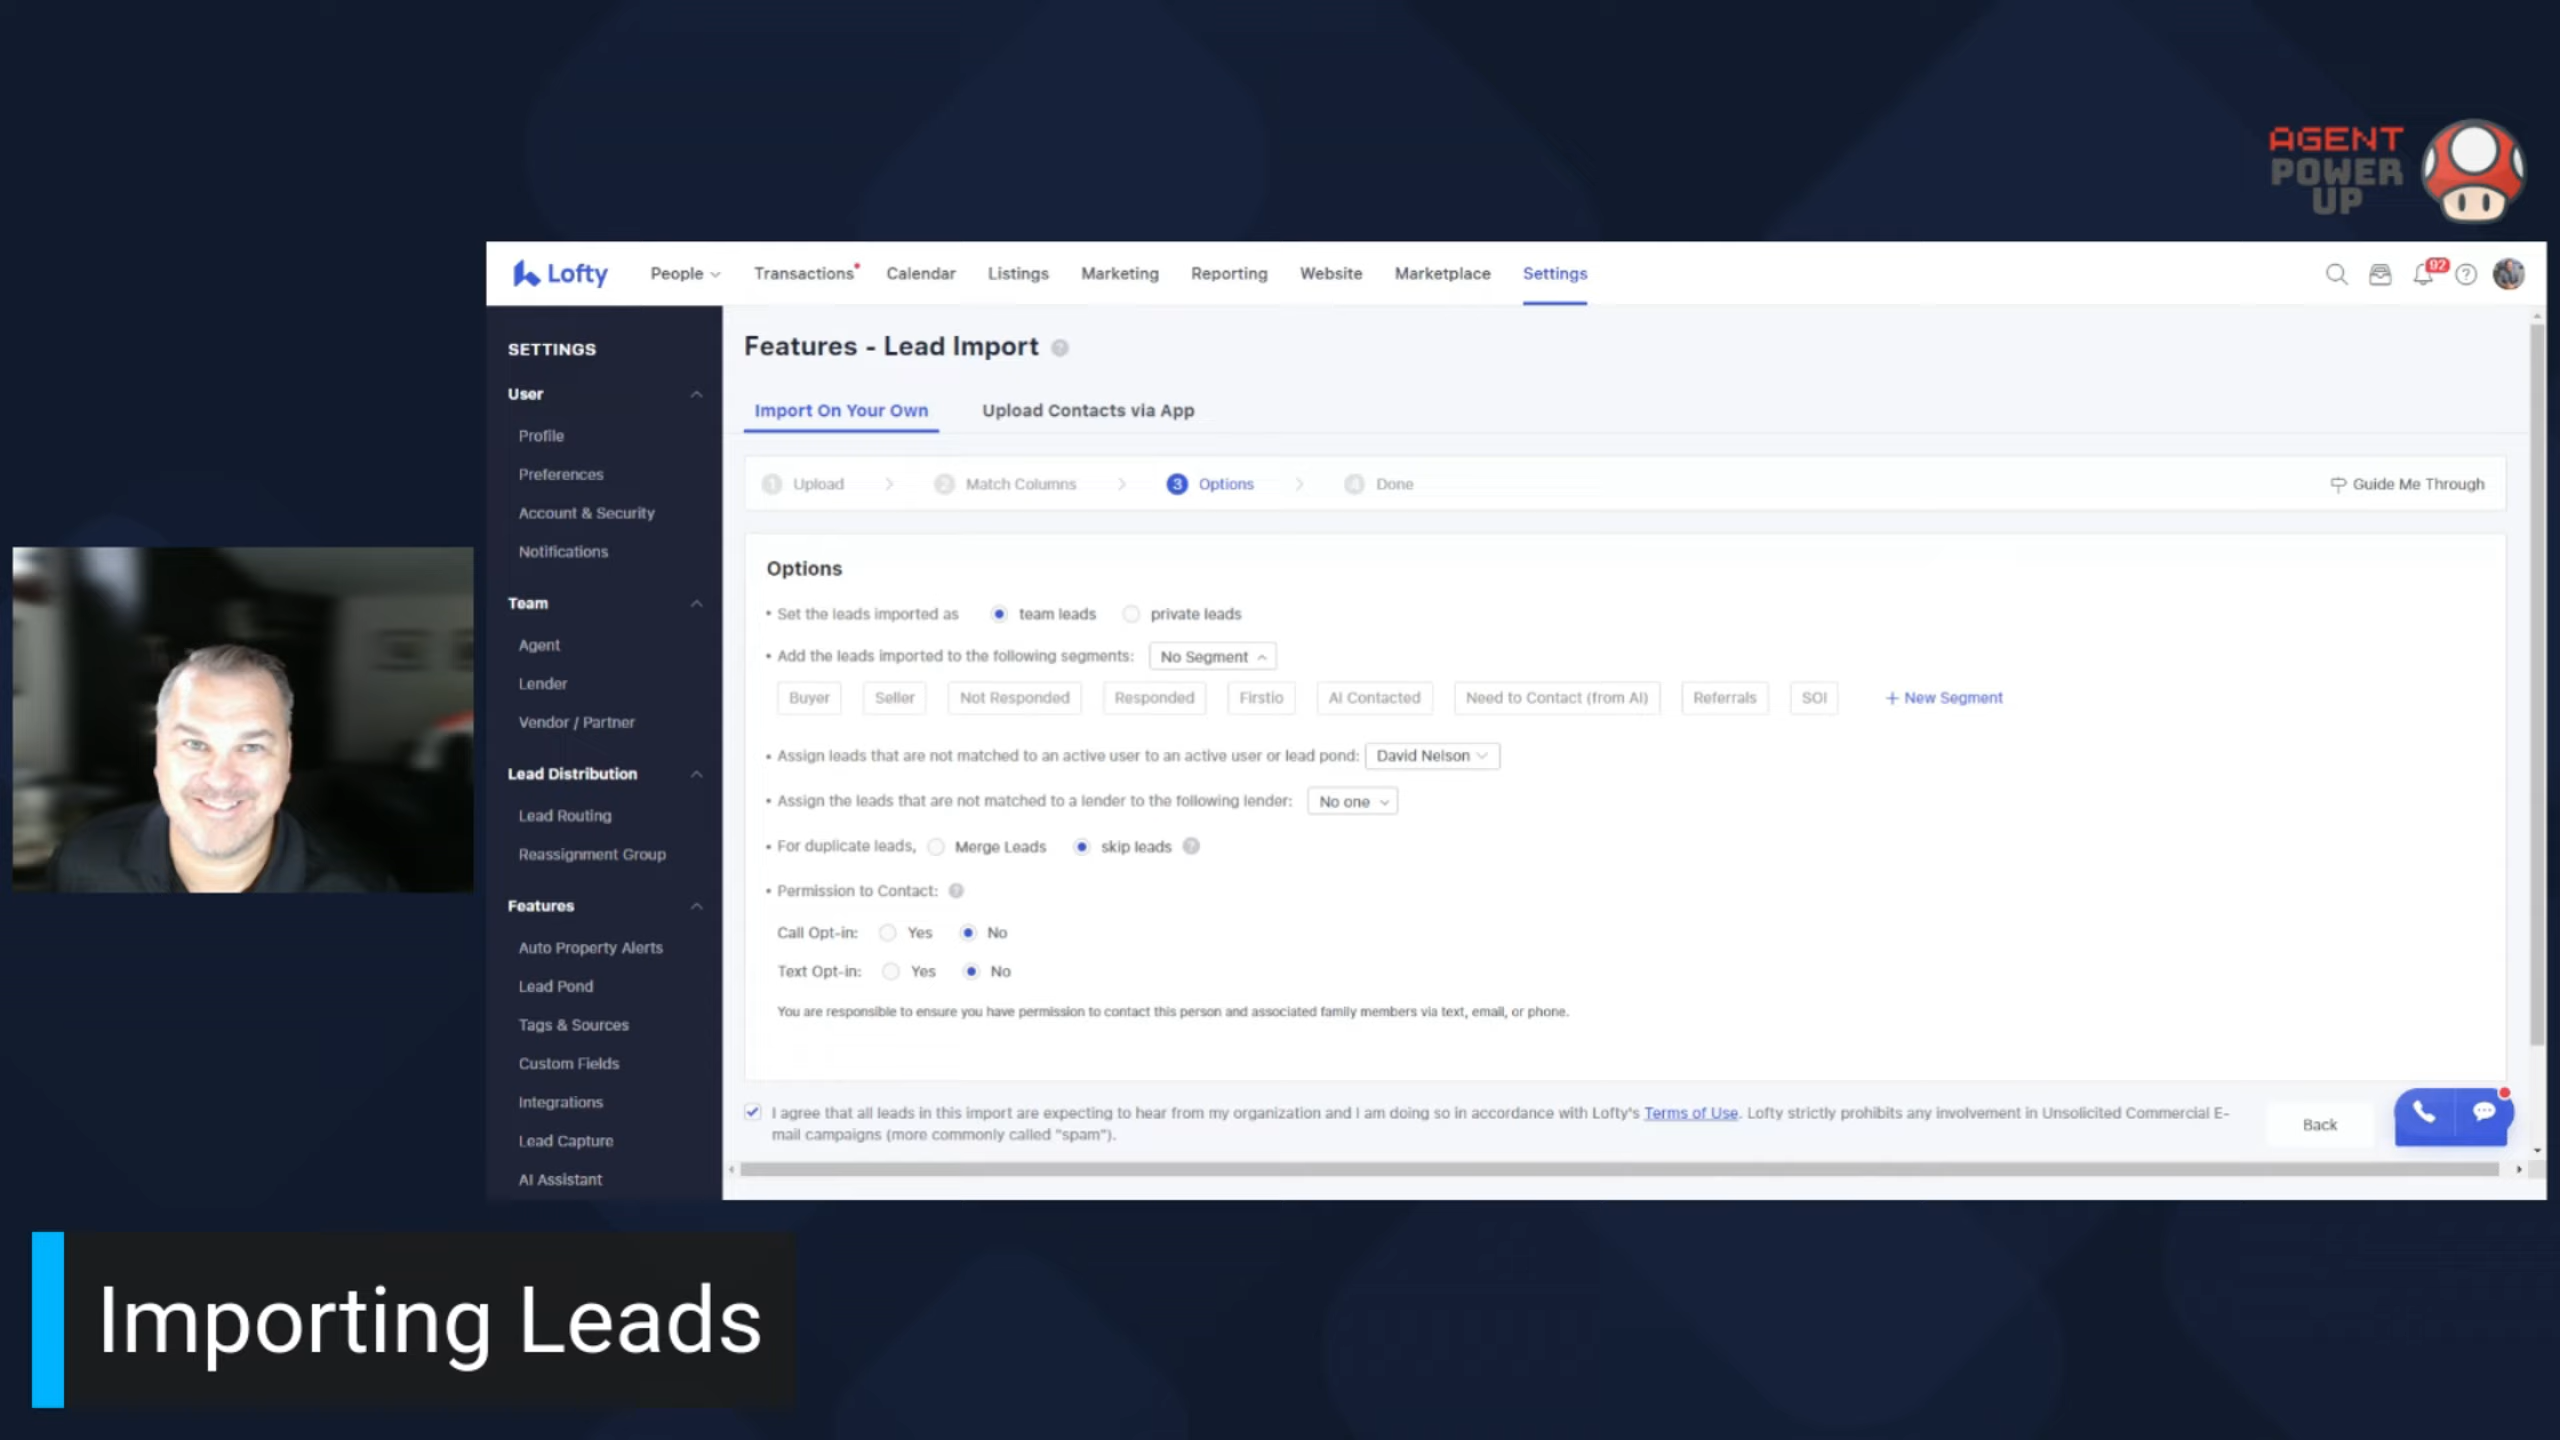 AGENT
POWER
UP
Lofty
People
Transactions
Calendar
Listings
Marketing
Reporting
Website
Marketplace
Settings
92
SETTINGS
User
Profile
Preferences
Account & Security
Notifications
Team
Agent
Lender
Vendor / Partner
Lead Distribution
Lead Routing
Reassignment Group
Features
Auto Property Alerts
Lead Pond
Tags & Sources
Custom Fields
Integrations
Lead Capture
AI Assistant
Features - Lead Import
Import On Your Own
Upload Contacts via App
1 Upload
2 Match Columns
3 Options
4 Done
Guide Me Through
Options
• Set the leads imported as team leads private leads
• Add the leads imported to the following segments: No Segment
Buyer Seller Not Responded Responded Firstio AI Contacted Need to Contact (from AI) Referrals SOI + New Segment
• Assign leads that are not matched to an active user to an active user or lead pond: David Nelson
• Assign the leads that are not matched to a lender to the following lender: No one
• For duplicate leads, Merge Leads skip leads
• Permission to Contact:
Call Opt-in: Yes No
Text Opt-in: Yes No
You are responsible to ensure you have permission to contact this person and associated family members via text, email, or phone.
I agree that all leads in this import are expecting to hear from my organization and I am doing so in accordance with Lofty's Terms of Use. Lofty strictly prohibits any involvement in Unsolicited Commercial E-
mail campaigns (more commonly called "spam").
Back
Importing Leads